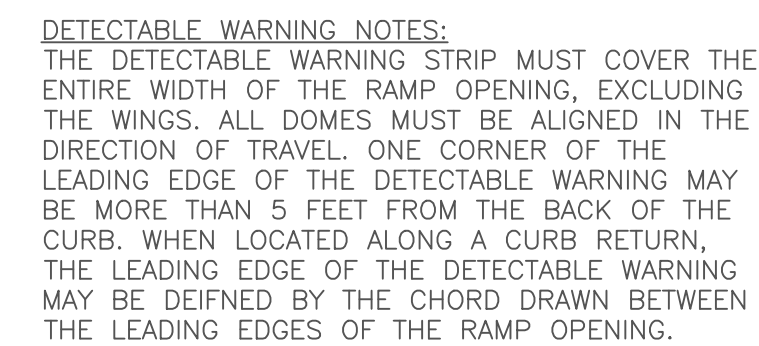 DETECTABLE WARNING NOTES:
THE DETECTABLE WARNING STRIP MUST COVER THE
ENTIRE WIDTH OF THE RAMP OPENING, EXCLUDING
THE WINGS. ALL DOMES MUST BE ALIGNED IN THE
DIRECTION OF TRAVEL. ONE CORNER OF THE
LEADING EDGE OF THE DETECTABLE WARNING MAY
BE MORE THAN 5 FEET FROM THE BACK OF THE
CURB. WHEN LOCATED ALONG A CURB RETURN,
THE LEADING EDGE OF THE DETECTABLE WARNING
MAY BE DEIFNED BY THE CHORD DRAWN BETWEEN
THE LEADING EDGES OF THE RAMP OPENING.